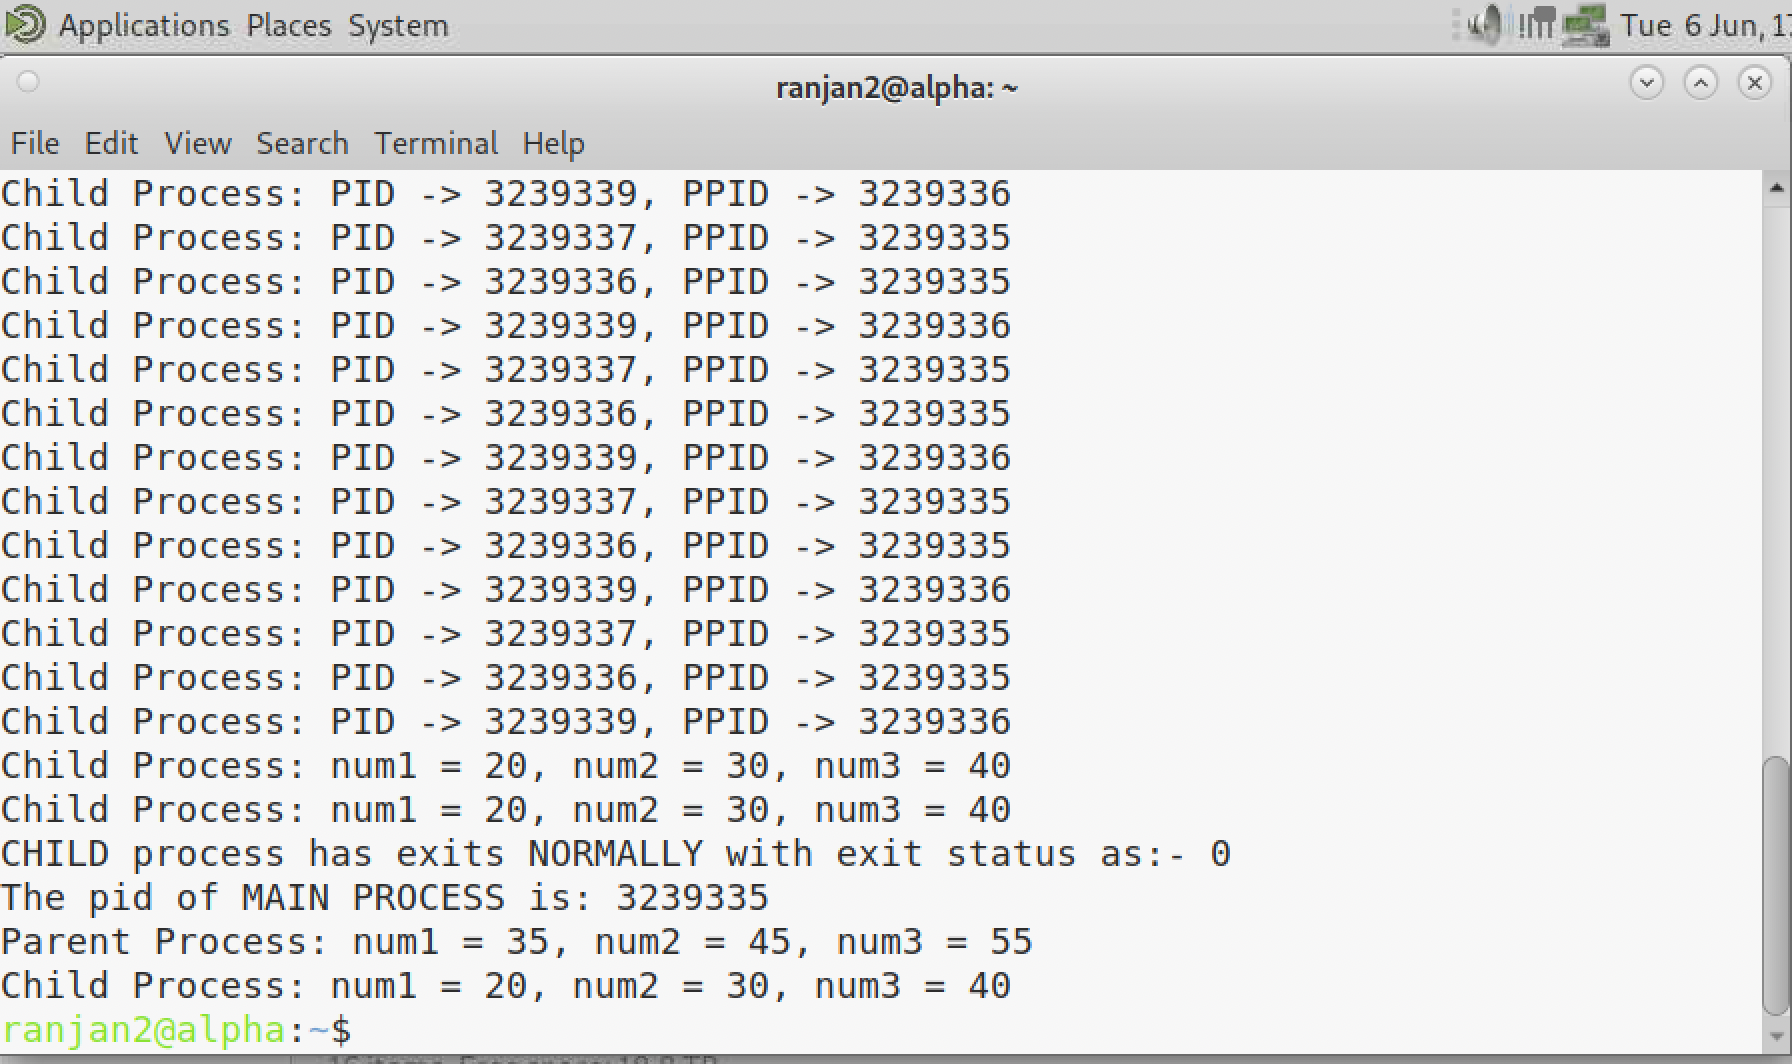 Applications Places System Tue 6 Jun,
ranjan2@alpha: ~
File Edit View Search Terminal Help
Child Process: PID -> 3239339, PPID -> 3239336
Child Process: PID -> 3239337, PPID -> 3239335
Child Process: PID -> 3239336, PPID -> 3239335
Child Process: PID -> 3239339, PPID -> 3239336
Child Process: PID -> 3239337, PPID -> 3239335
Child Process: PID -> 3239336, PPID -> 3239335
Child Process: PID -> 3239339, PPID -> 3239336
Child Process: PID -> 3239337, PPID -> 3239335
Child Process: PID -> 3239336, PPID -> 3239335
Child Process: PID -> 3239339, PPID -> 3239336
Child Process: PID -> 3239337, PPID -> 3239335
Child Process: PID -> 3239336, PPID -> 3239335
Child Process: PID -> 3239339, PPID -> 3239336
Child Process: num1 = 20, num2 = 30, num3 = 40
Child Process: num1 = 20, num2 = 30, num3 = 40
CHILD process has exits NORMALLY with exit status as:- 0
The pid of MAIN PROCESS is: 3239335
Parent Process: num1 = 35, num2 = 45, num3 = 55
Child Process: num1 = 20, num2 = 30, num3 = 40
ranjan2@alpha:~$